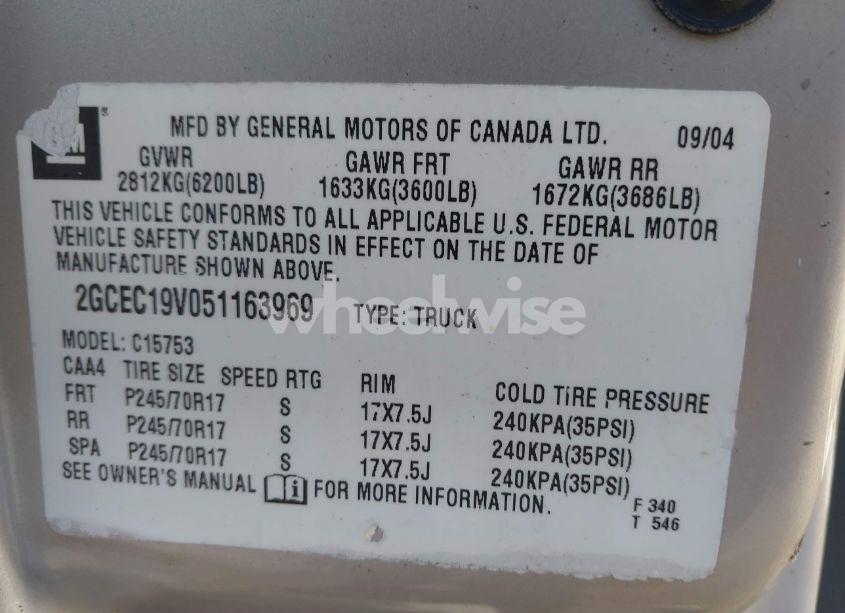 GM ®
MFD BY GENERAL MOTORS OF CANADA LTD. 09/04
GVWR GAWR FRT GAWR RR
2812KG(6200LB) 1633KG(3600LB) 1672KG(3686LB)
THIS VEHICLE CONFORMS TO ALL APPLICABLE U.S. FEDERAL MOTOR
VEHICLE SAFETY STANDARDS IN EFFECT ON THE DATE OF
MANUFACTURE SHOWN ABOVE.
2GCEC19V051163969 TYPE: TRUCK
wheelwise
MODEL: C15753
CAA4 TIRE SIZE SPEED RTG RIM COLD TIRE PRESSURE
FRT P245/70R17 S 17X7.5J 240KPA(35PSI)
RR P245/70R17 S 17X7.5J 240KPA(35PSI)
SPA P245/70R17 S 17X7.5J 240KPA(35PSI)
SEE OWNER'S MANUAL i FOR MORE INFORMATION.
F 340
T 546